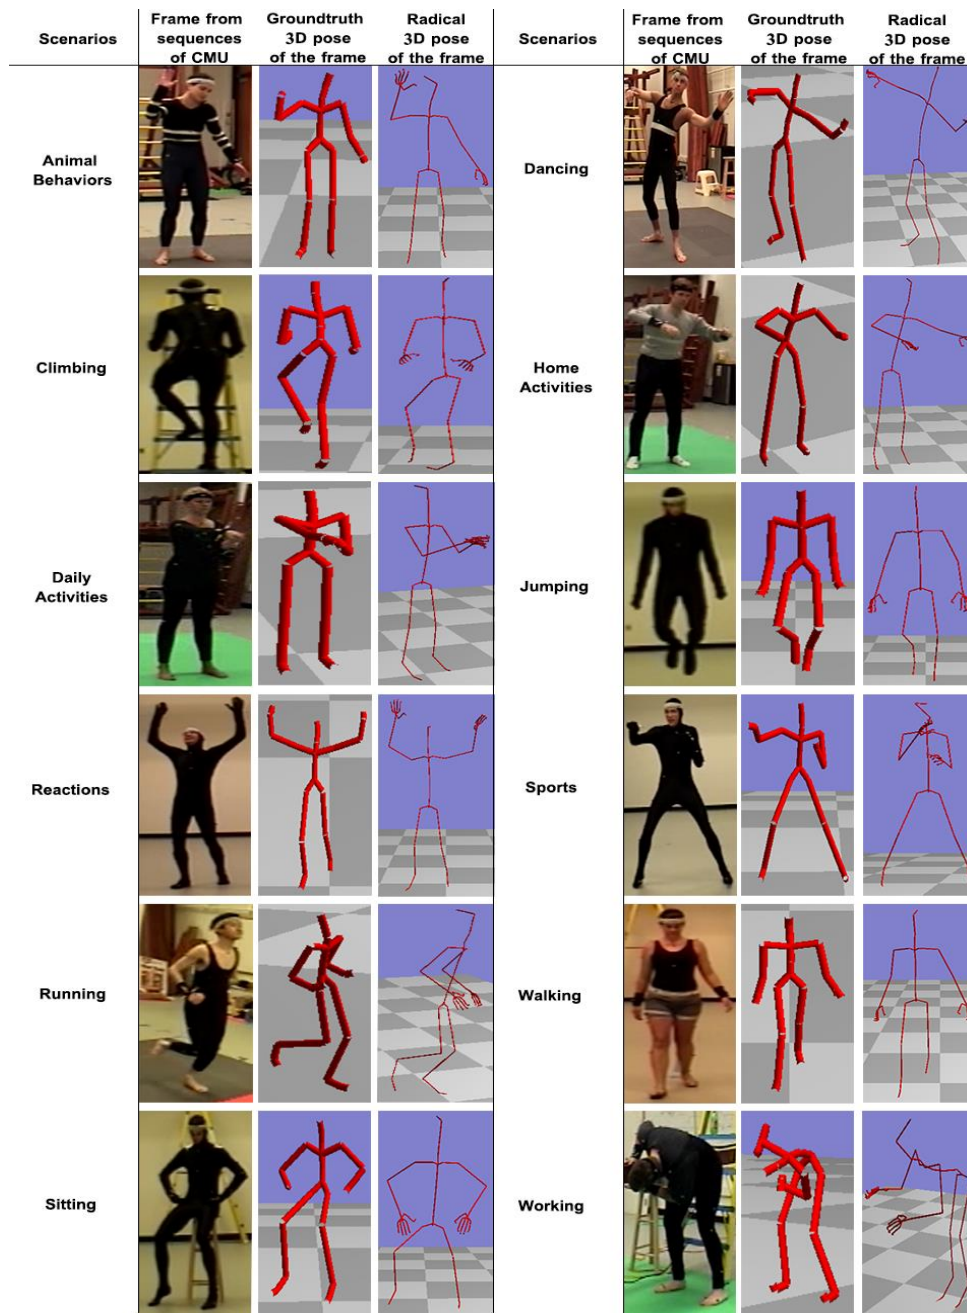 Scenarios
Frame from
sequences
of CMU
Groundtruth
3D pose
of the frame
Radical
3D pose
of the frame
Scenarios
Frame from
sequences
of CMU
Groundtruth
3D pose
of the frame
Radical
3D pose
of the frame
Animal
Behaviors
Dancing
Climbing
Home
Activities
Daily
Activities
Jumping
Reactions
Sports
Running
Walking
Sitting
Working